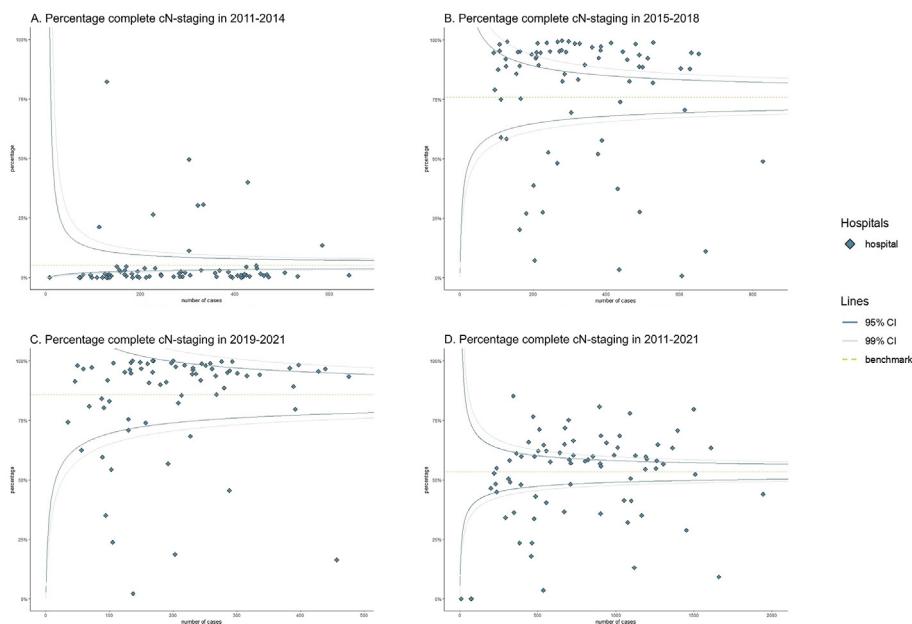 A. Percentage complete cN-staging in 2011-2014
100%
75%
50%
25%
0%
percentage
0
200
400
600
number of cases
B. Percentage complete cN-staging in 2015-2018
100%
75%
50%
25%
0%
percentage
0
200
400
600
800
number of cases
C. Percentage complete cN-staging in 2019-2021
100%
75%
50%
25%
0%
percentage
0
100
200
300
400
500
number of cases
D. Percentage complete cN-staging in 2011-2021
100%
75%
50%
25%
0%
percentage
0
500
1000
1500
2000
number of cases
Hospitals
hospital
Lines
95% CI
99% CI
benchmark